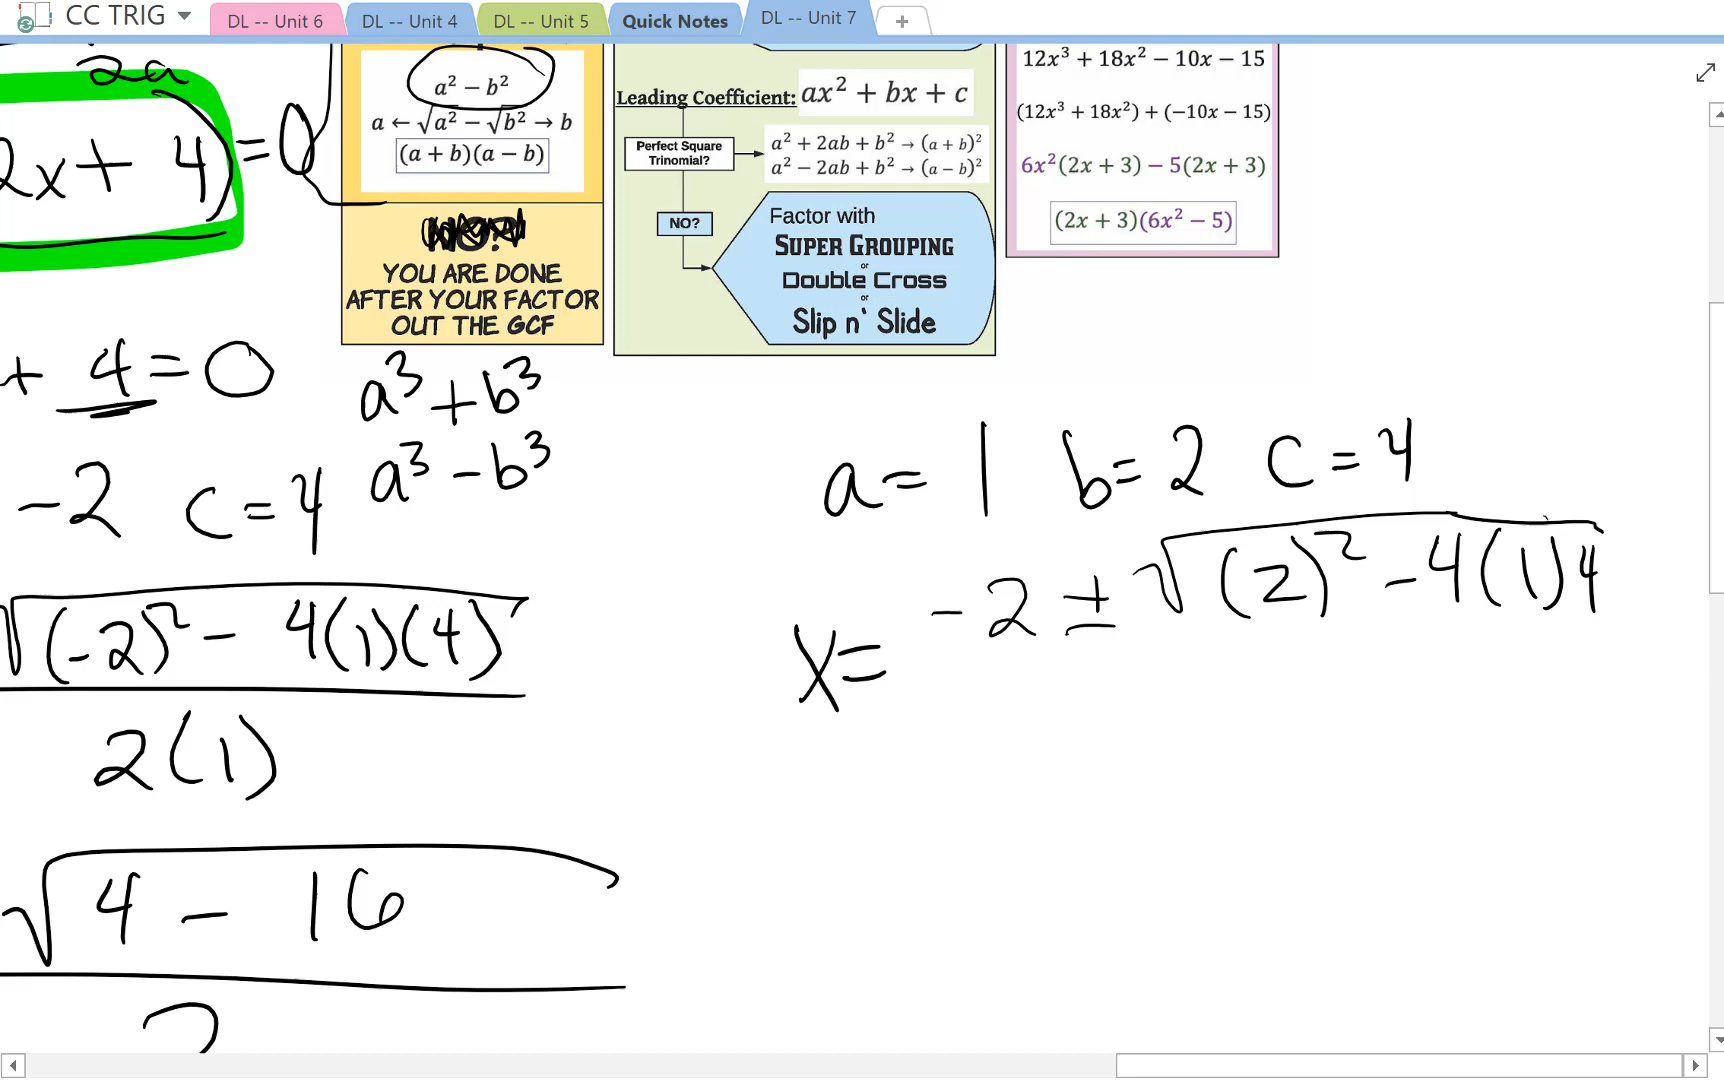 CC TRIG
DL -- Unit 6
DL -- Unit 4
DL -- Unit 5
Quick Notes
DL -- Unit 7
+
2a
2x + 4) = 0
a² − b²
a ← √a² − √b² → b
(a + b)(a − b)
YOU ARE DONE
AFTER YOUR FACTOR
OUT THE GCF
Leading Coefficient: ax² + bx + c
Perfect Square
Trinomial?
a² + 2ab + b² → (a + b)²
a² − 2ab + b² → (a − b)²
NO?
Factor with
SUPER GROUPING
or
Double Cross
or
Slip n' Slide
12x³ + 18x² − 10x − 15
(12x³ + 18x²) + (−10x − 15)
6x²(2x + 3) − 5(2x + 3)
(2x + 3)(6x² − 5)
+ 4 = 0
a³ + b³
a³ − b³
-2 c = 4
√(-2)² - 4(1)(4)
2(1)
√4 - 16
a = 1 b = 2 c = 4
x = -2 ± √(2)² - 4(1)4